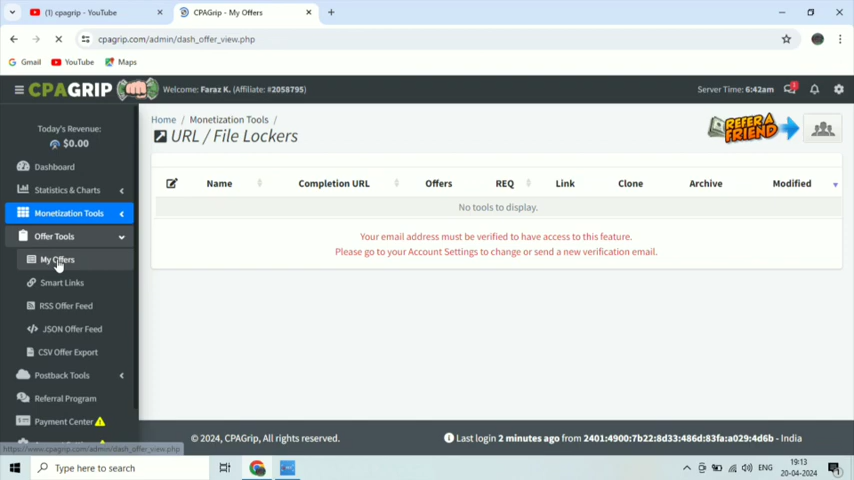 (1) cpagrip - YouTube
CPAGrip - My Offers
cpagrip.com/admin/dash_offer_view.php
Gmail YouTube Maps
CPAGRIP Welcome: Faraz K. (Affiliate: #2058795) Server Time: 6:42am
Today's Revenue:
$0.00
Dashboard
Statistics & Charts
Monetization Tools
Offer Tools
My Offers
Smart Links
RSS Offer Feed
JSON Offer Feed
CSV Offer Export
Postback Tools
Referral Program
Payment Center
Home / Monetization Tools /
URL / File Lockers
REFER A
FRIEND
Name Completion URL Offers REQ Link Clone Archive Modified
No tools to display.
Your email address must be verified to have access to this feature.
Please go to your Account Settings to change or send a new verification email.
© 2024, CPAGrip, All rights reserved. Last login 2 minutes ago from 2401:4900:7b22:8d33:486d:83fa:a029:4d6b - India
https://www.cpagrip.com/admin/dash_offer_view.php
Type here to search
ENG
19:13
20-04-2024